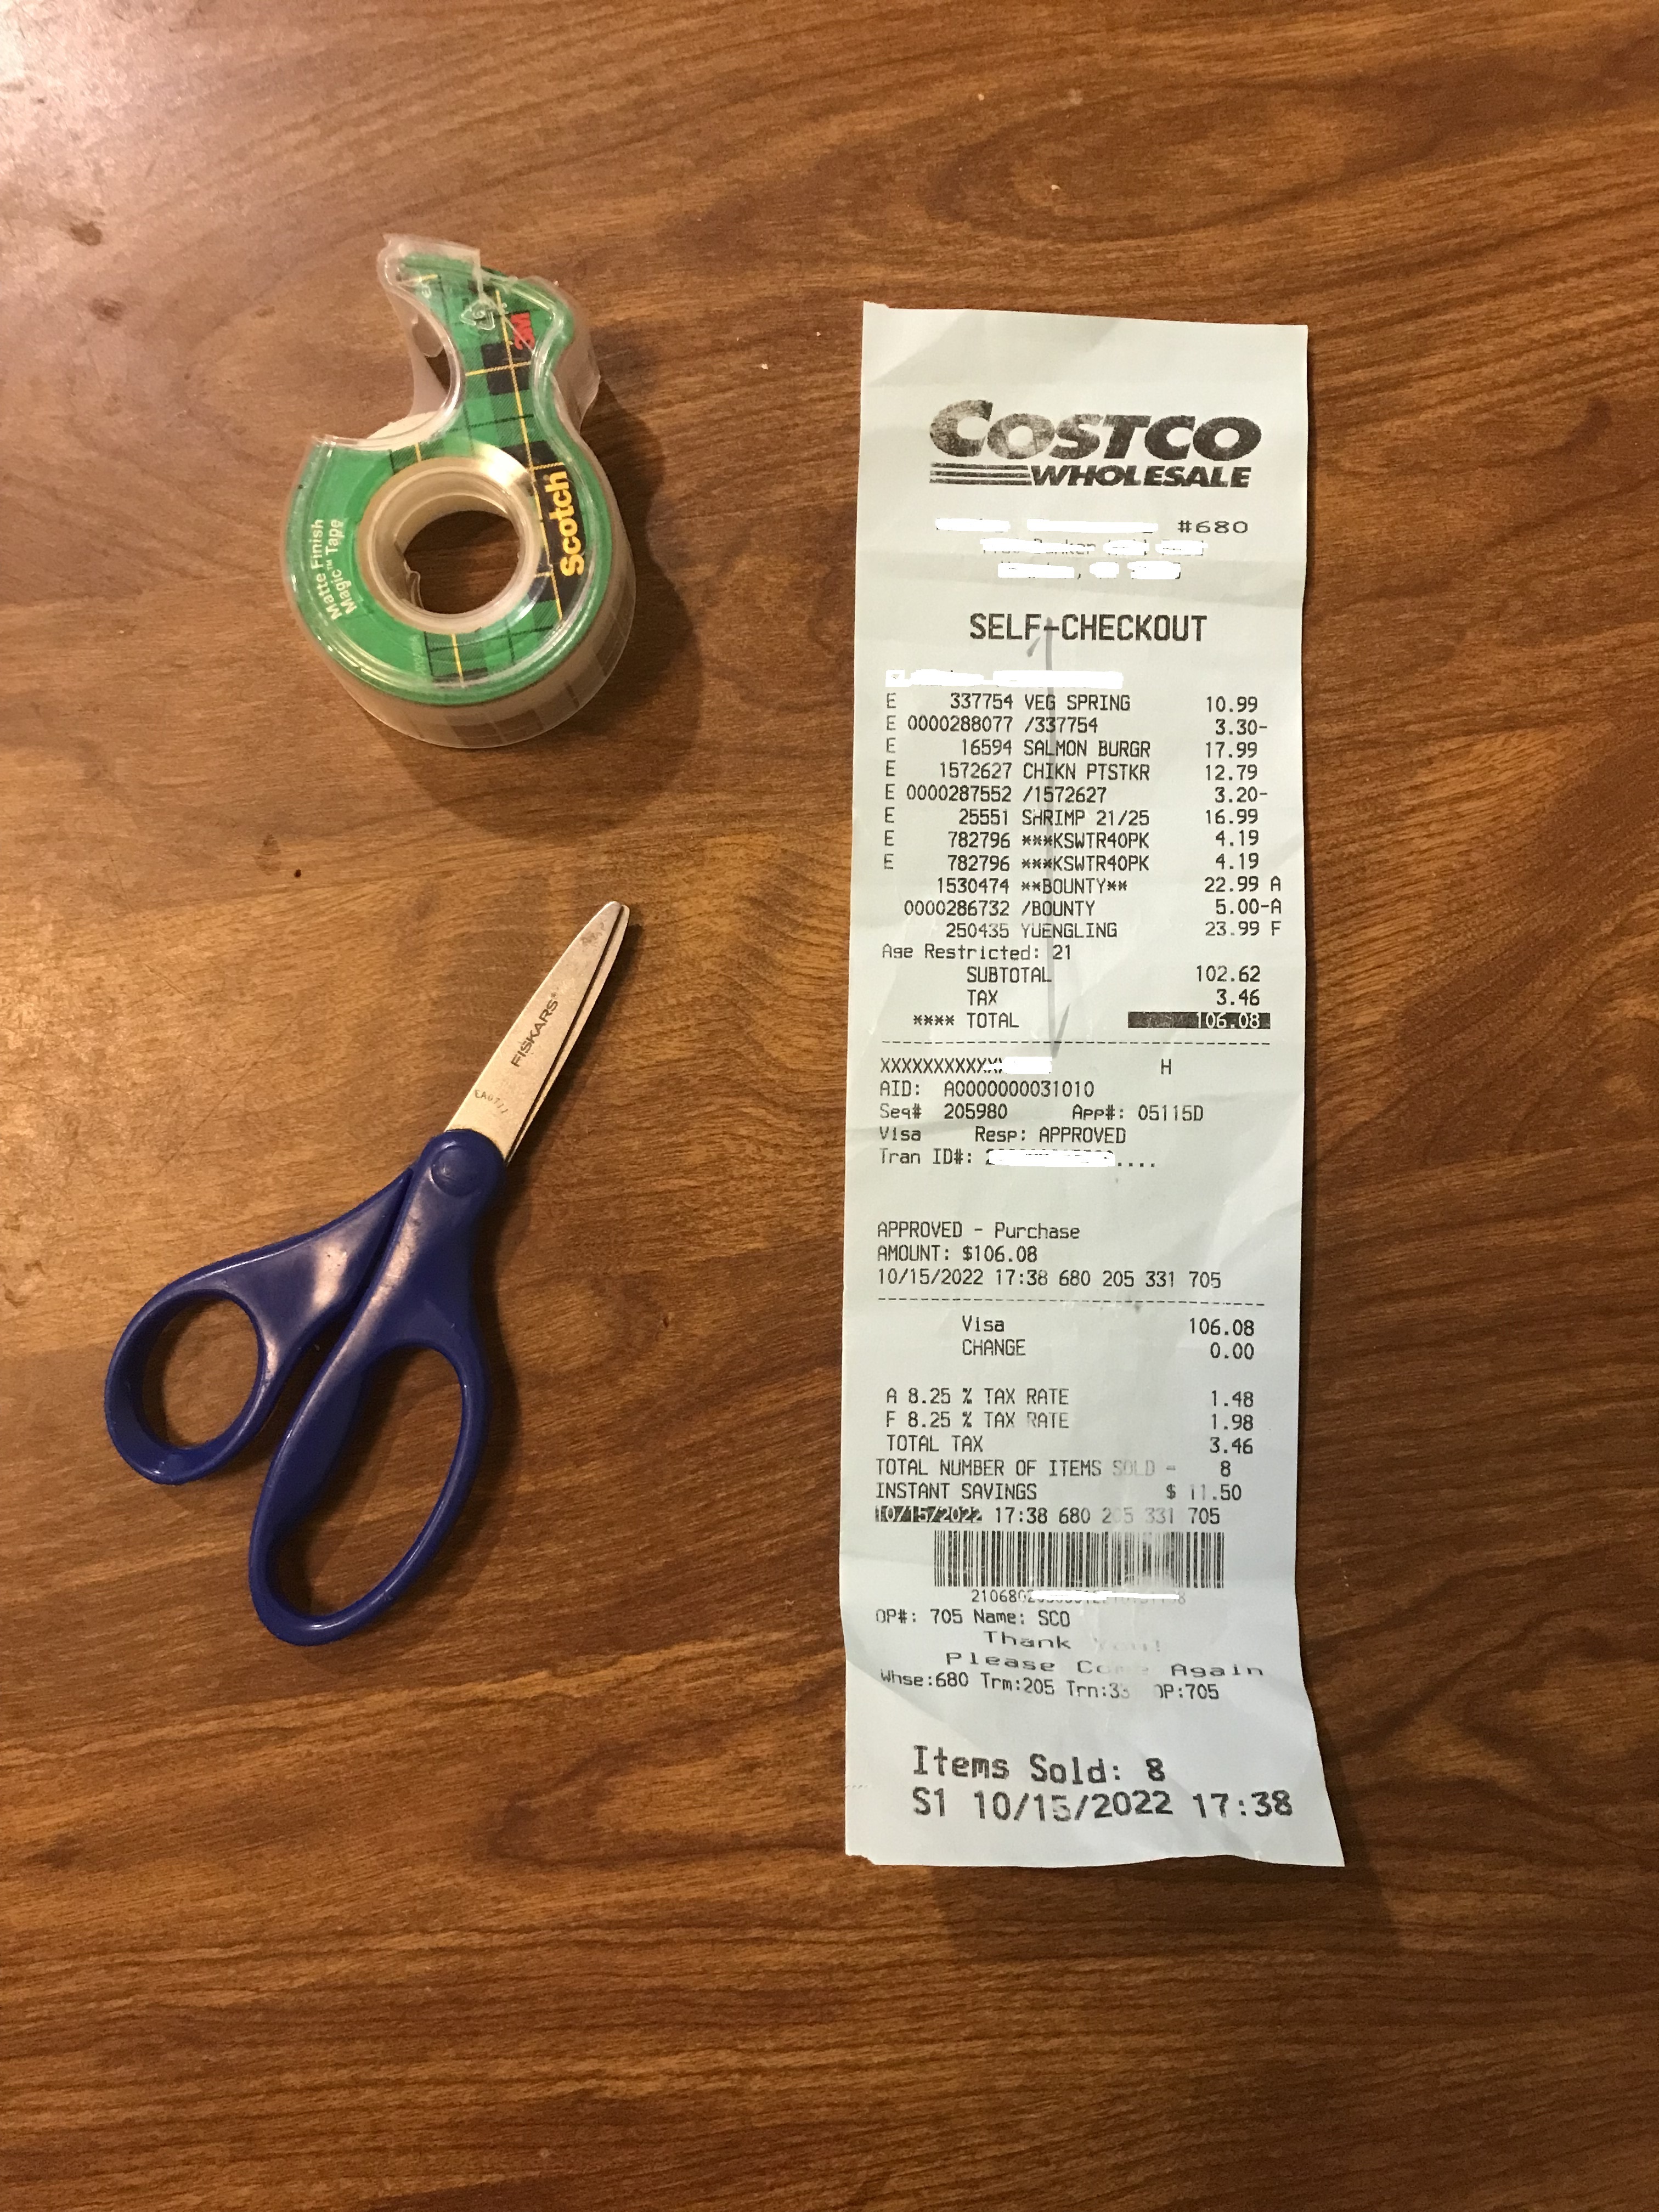 3M
Scotch
Matte Finish
Magic™ Tape
FISKARS®
COSTCO
WHOLESALE
#680
SELF-CHECKOUT
E 337754 VEG SPRING 10.99
E 0000288077 /337754 3.30-
E 16594 SALMON BURGR 17.99
E 1572627 CHIKN PTSTKR 12.79
E 0000287552 /1572627 3.20-
E 25551 SHRIMP 21/25 16.99
E 782796 ***KSWTR40PK 4.19
E 782796 ***KSWTR40PK 4.19
1530474 **BOUNTY** 22.99 A
0000286732 /BOUNTY 5.00-A
250435 YUENGLING 23.99 F
Age Restricted: 21
SUBTOTAL 102.62
TAX 3.46
**** TOTAL 106.08
H
AID: A0000000031010
Seq# 205980 App#: 05115D
Visa Resp: APPROVED
Tran ID#:
APPROVED - Purchase
AMOUNT: $106.08
10/15/2022 17:38 680 205 331 705
Visa 106.08
CHANGE 0.00
A 8.25 % TAX RATE 1.48
F 8.25 % TAX RATE 1.98
TOTAL TAX 3.46
TOTAL NUMBER OF ITEMS SOLD - 8
INSTANT SAVINGS $ 11.50
10/15/2022 17:38 680 205 331 705
OP#: 705 Name: SCO
Thank You!
Please Come Again
Whse:680 Trm:205 OP:705
Items Sold: 8
S1 10/15/2022 17:38